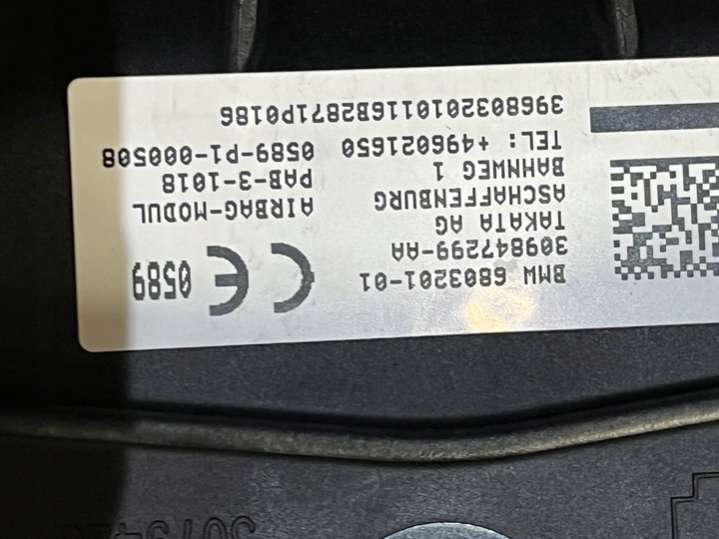 BMW 6803201-01
309847299-AA
TAKATA AG
ASCHAFFENBURG
BAHNWEG 1
TEL: +496021650
CE 0589
AIRBAG-MODUL
PAB-3-1018
0589-P1-000508
3968032010116B2871P0186